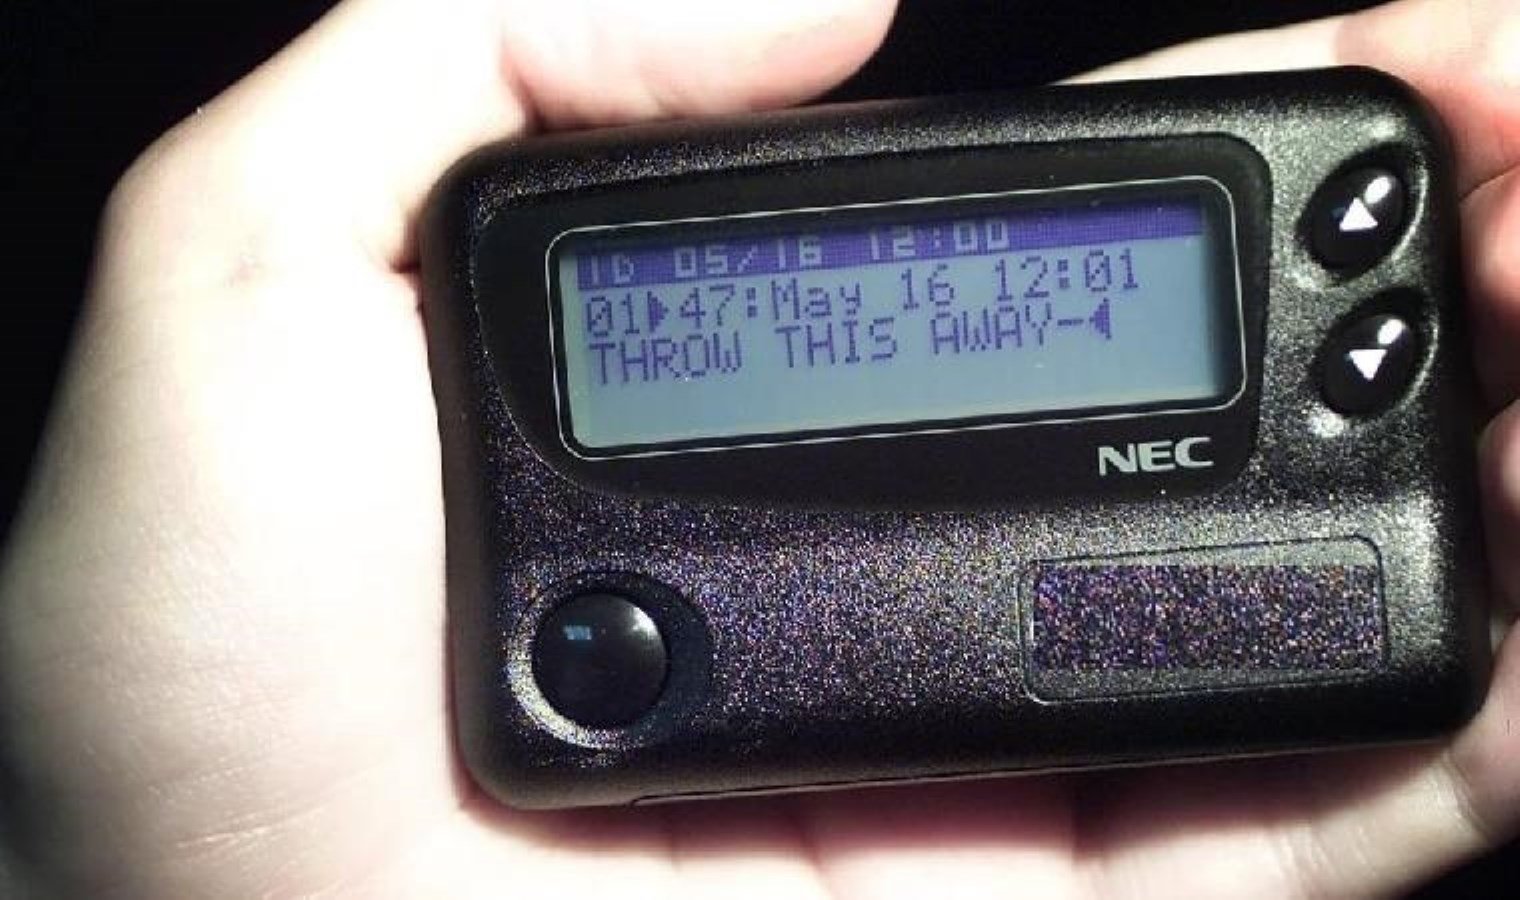 16 05/16 12:00
01▶47:May 16 12:01
THROW THIS AWAY-◀
NEC